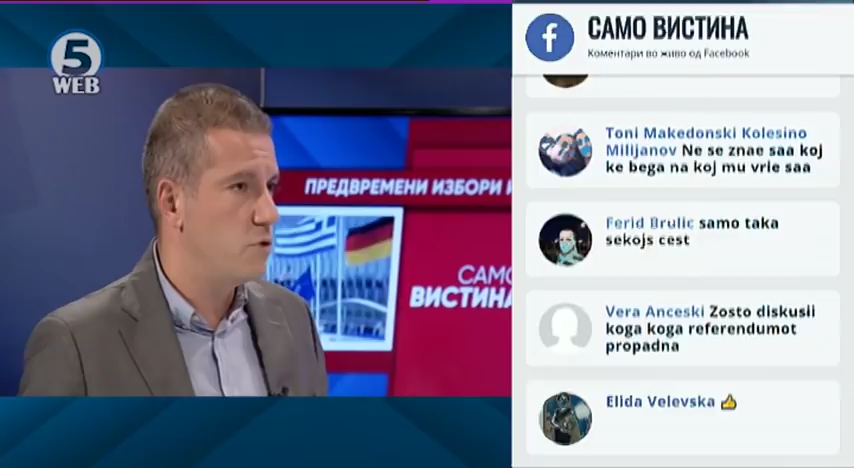 5
WEB
ПРЕДВРЕМЕНИ ИЗБОРИ И
САМО
ВИСТИНА
f САМО ВИСТИНА
Коментари во живо од Facebook
Toni Makedonski Kolesino
Milijanov Ne se znae saa koj
ke bega na koj mu vrie saa
Ferid Brulic samo taka
sekojs cest
Vera Anceski Zosto diskusii
koga koga referendumot
propadna
Elida Velevska 👍